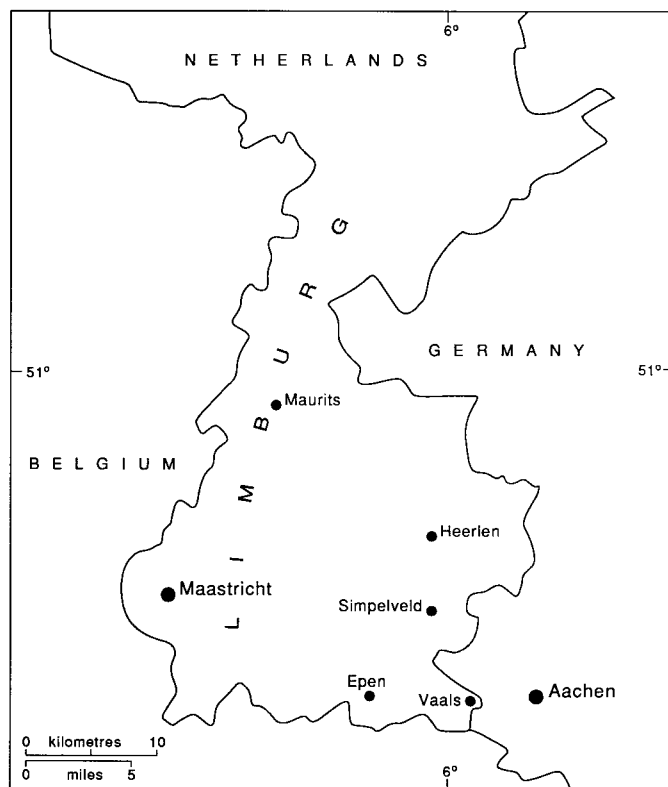 6°
NETHERLANDS
LIMBURG
GERMANY
51°
51°
Maurits
BELGIUM
Heerlen
Maastricht
Simpelveld
Epen
Vaals
Aachen
0 kilometres 10
0 miles 5
6°